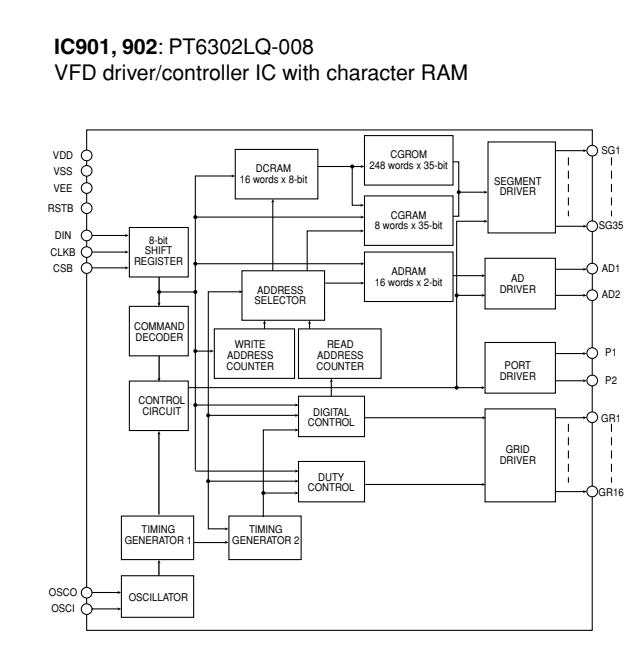 IC901, 902: PT6302LQ-008
VFD driver/controller IC with character RAM
VDD
VSS
VEE
RSTB
DIN
CLKB
CSB
8-bit
SHIFT
REGISTER
COMMAND
DECODER
CONTROL
CIRCUIT
TIMING
GENERATOR 1
OSCILLATOR
OSCO
OSCI
DCRAM
16 words x 8-bit
ADDRESS
SELECTOR
WRITE
ADDRESS
COUNTER
READ
ADDRESS
COUNTER
DIGITAL
CONTROL
DUTY
CONTROL
TIMING
GENERATOR 2
CGROM
248 words x 35-bit
CGRAM
8 words x 35-bit
ADRAM
16 words x 2-bit
SEGMENT
DRIVER
AD
DRIVER
PORT
DRIVER
GRID
DRIVER
SG1
SG35
AD1
AD2
P1
P2
GR1
GR16